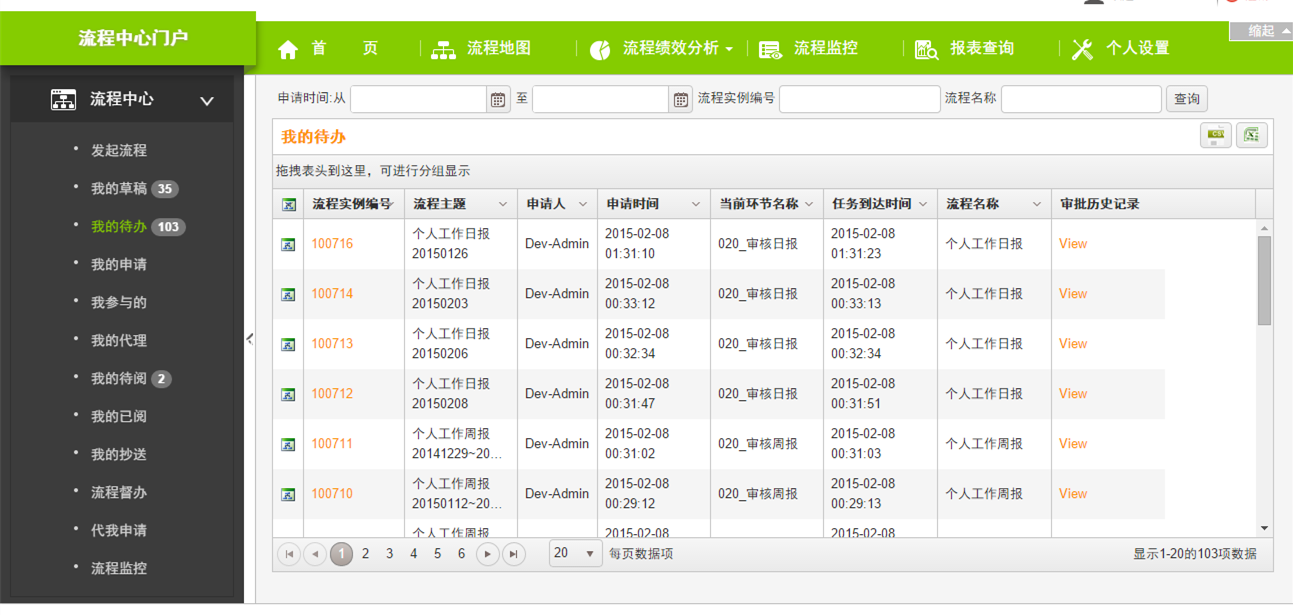 流程中心门户
首 页
流程地图
流程绩效分析
流程监控
报表查询
个人设置
缩起
流程中心
发起流程
我的草稿 35
我的待办 103
我的申请
我参与的
我的代理
我的待阅 2
我的已阅
我的抄送
流程督办
代我申请
流程监控
申请时间:从 至 流程实例编号 流程名称 查询
我的待办
拖拽表头到这里，可进行分组显示
流程实例编号 流程主题 申请人 申请时间 当前环节名称 任务到达时间 流程名称 审批历史记录
100716 个人工作日报 20150126 Dev-Admin 2015-02-08 01:31:10 020_审核日报 2015-02-08 01:31:23 个人工作日报 View
100714 个人工作日报 20150203 Dev-Admin 2015-02-08 00:33:12 020_审核日报 2015-02-08 00:33:13 个人工作日报 View
100713 个人工作日报 20150206 Dev-Admin 2015-02-08 00:32:34 020_审核日报 2015-02-08 00:32:34 个人工作日报 View
100712 个人工作日报 20150208 Dev-Admin 2015-02-08 00:31:47 020_审核日报 2015-02-08 00:31:51 个人工作日报 View
100711 个人工作周报 20141229~20... Dev-Admin 2015-02-08 00:31:02 020_审核周报 2015-02-08 00:31:03 个人工作周报 View
100710 个人工作周报 20150112~20... Dev-Admin 2015-02-08 00:29:12 020_审核周报 2015-02-08 00:29:13 个人工作周报 View
个人工作周报 2015-02-08 2015-02-08
1 2 3 4 5 6 20 每页数据项 显示1-20的103项数据